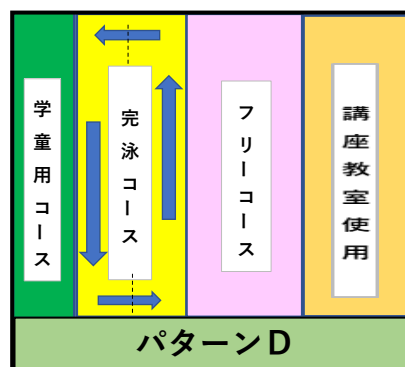 学童用コース
完泳コース
フリーコース
講座教室使用
パターンD